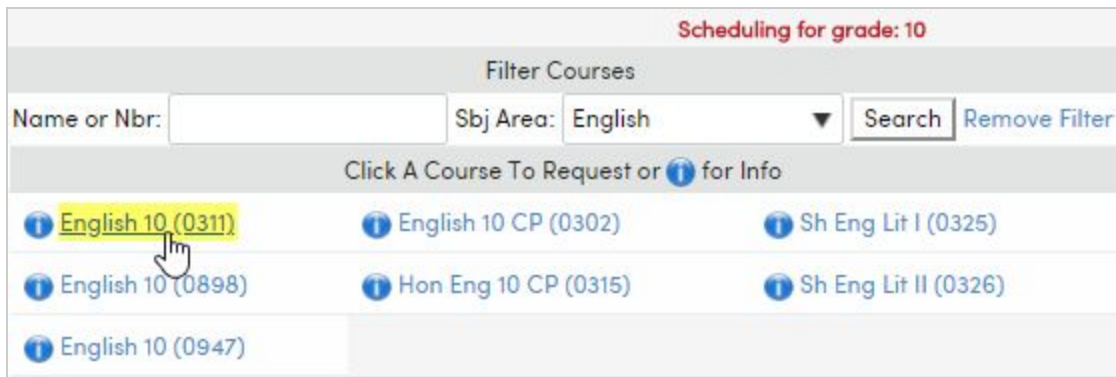 Scheduling for grade: 10
Filter Courses
Name or Nbr: Sbj Area: English Search Remove Filter
Click A Course To Request or i for Info
English 10 (0311) English 10 CP (0302) Sh Eng Lit I (0325)
English 10 (0898) Hon Eng 10 CP (0315) Sh Eng Lit II (0326)
English 10 (0947)